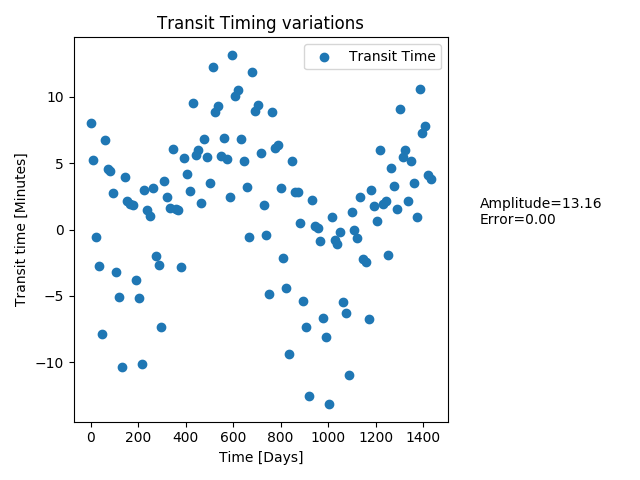 Transit Timing variations
Transit Time
10
5
0
−5
−10
Transit time [Minutes]
Amplitude=13.16
Error=0.00
0 200 400 600 800 1000 1200 1400
Time [Days]